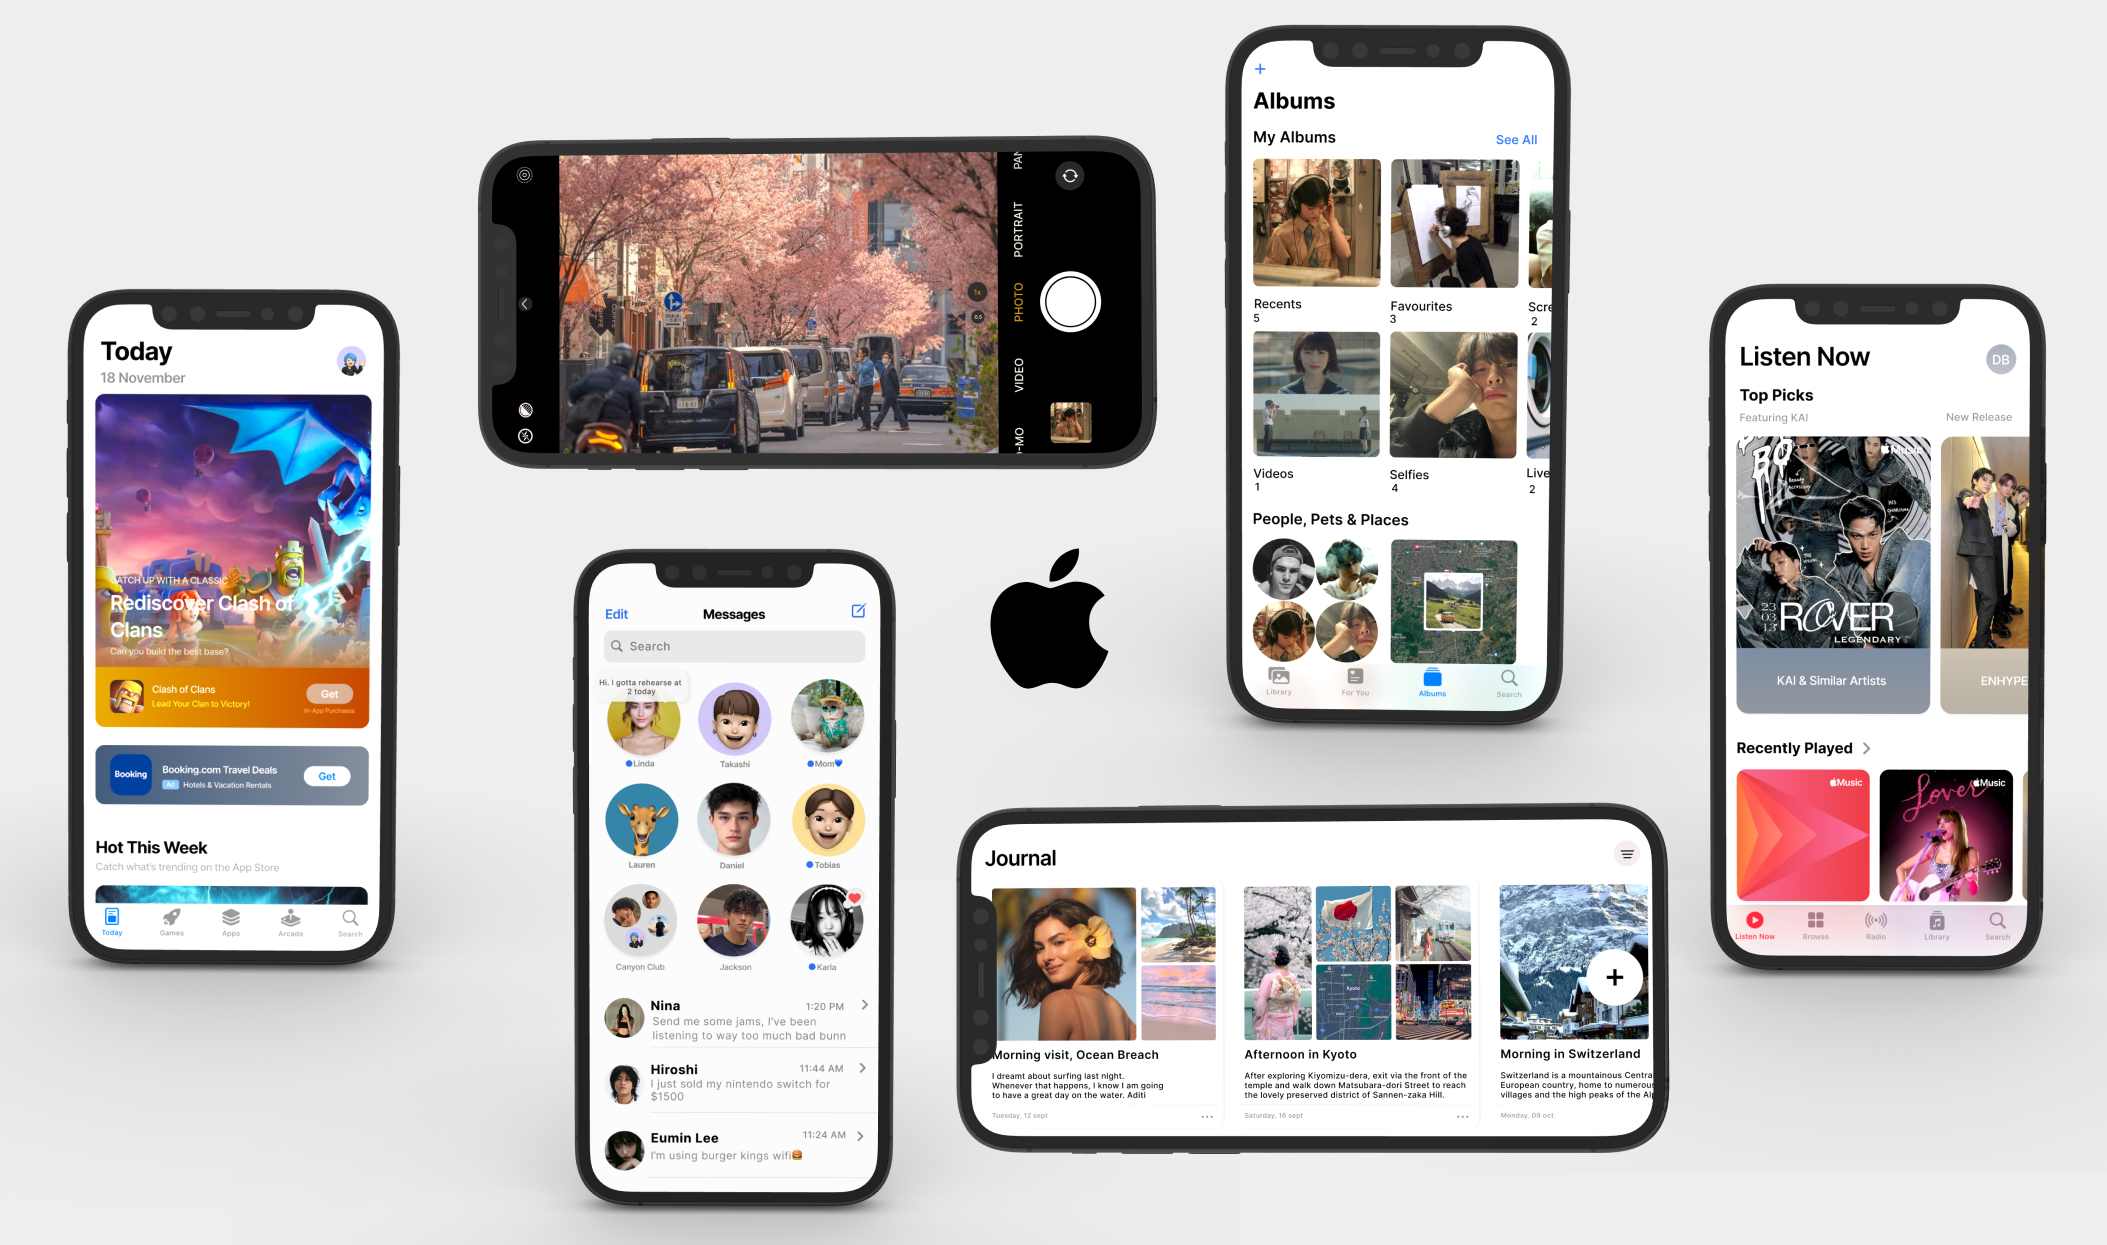 Today
18 November
CATCH UP WITH A CLASSIC
Rediscover Clash of
Clans
Can you build the best base?
Clash of Clans
Lead Your Clan to Victory!
Get
In-App Purchases
Booking
Booking.com Travel Deals
Ad Hotels & Vacation Rentals
Get
Hot This Week
Catch what's trending on the App Store
Today
Games
Apps
Arcade
Search
PAN
PORTRAIT
PHOTO
VIDEO
O-MO
1x
0.5
Edit
Messages
Search
Hi. I gotta rehearse at
2 today
Linda
Takashi
Mom💙
Lauren
Daniel
Tobias
Canyon Club
Jackson
Karla
Nina
1:20 PM
Send me some jams, I've been
listening to way too much bad bunn
Hiroshi
11:44 AM
I just sold my nintendo switch for
$1500
Eumin Lee
11:24 AM
I'm using burger kings wifi🍔
Albums
My Albums
See All
Recents
5
Favourites
3
Scre
2
Videos
1
Selfies
4
Live
2
People, Pets & Places
Library
For You
Albums
Search
Journal
Kyoto
Morning visit, Ocean Breach
I dreamt about surfing last night.
Whenever that happens, I know I am going
to have a great day on the water. Aditi
Tuesday, 12 sept
Afternoon in Kyoto
After exploring Kiyomizu-dera, exit via the front of the
temple and walk down Matsubara-dori Street to reach
the lovely preserved district of Sannen-zaka Hill.
Saturday, 16 sept
Morning in Switzerland
Switzerland is a mountainous Centra
European country, home to numerous
villages and the high peaks of the Alp
Monday, 09 oct
Listen Now
DB
Top Picks
Featuring KAI
New Release
Music
23
03
13
ROVER
LEGENDARY
KAI & Similar Artists
ENHYPE
Recently Played
Music
Lover
Music
Listen Now
Browse
Radio
Library
Search